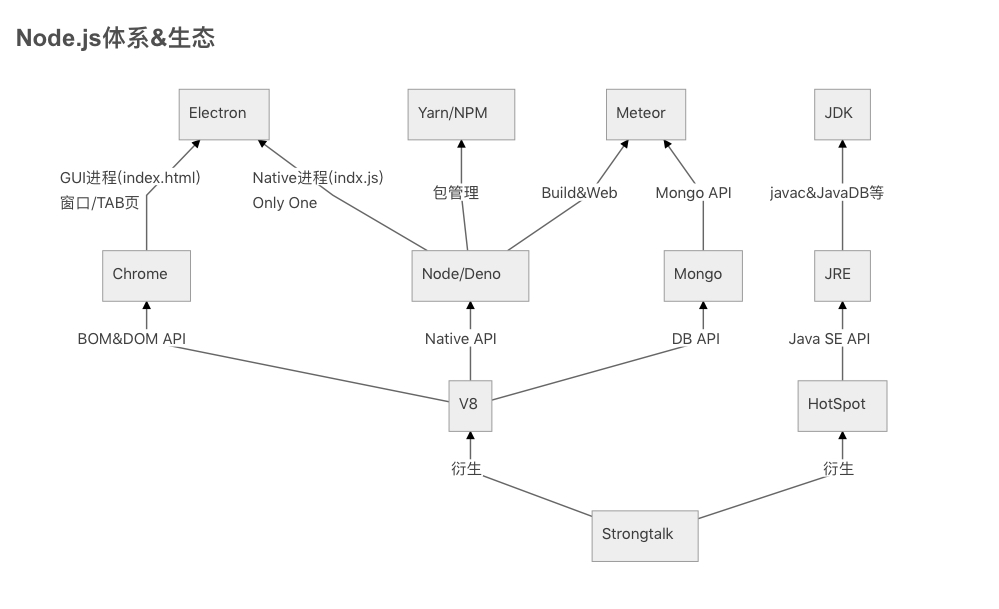 Node.js体系&生态
Electron
Yarn/NPM
Meteor
JDK
GUI进程(index.html)
窗口/TAB页
Native进程(indx.js)
Only One
包管理
Build&Web
Mongo API
javac&JavaDB等
Chrome
Node/Deno
Mongo
JRE
BOM&DOM API
Native API
DB API
Java SE API
V8
HotSpot
衍生
衍生
Strongtalk